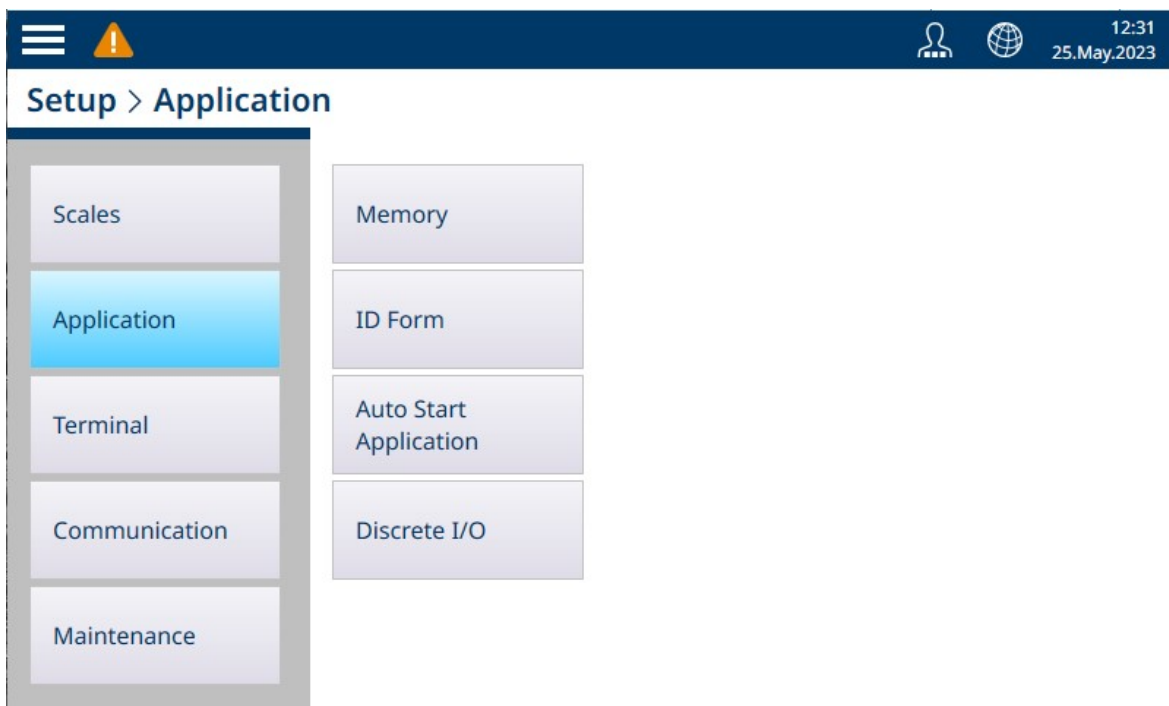 12:31
25.May.2023
Setup > Application
Scales
Application
Terminal
Communication
Maintenance
Memory
ID Form
Auto Start
Application
Discrete I/O